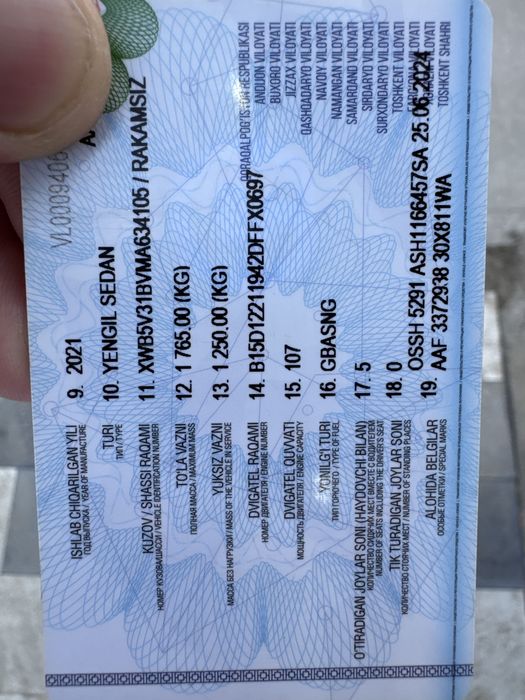 VL0009406
ISHLAB CHIQARILGAN YILI 9. 2021
ГОД ВЫПУСКА / YEAR OF MANUFACTURE
TURI 10. YENGIL SEDAN
ТИП / TYPE
KUZOV / SHASSI RAQAMI 11. XWB5V31BVMA634105 / RAKAMSIZ
НОМЕР КУЗОВА/ШАССИ / VEHICLE IDENTIFICATION NUMBER
TO'LA VAZNI 12. 1 765.00 (KG)
ПОЛНАЯ МАССА / MAXIMUM MASS
YUKSIZ VAZNI 13. 1 250.00 (KG)
МАССА БЕЗ НАГРУЗКИ / MASS OF THE VEHICLE IN SERVICE
DVIGATEL RAQAMI 14. B15D12211942DFFX0697
НОМЕР ДВИГАТЕЛЯ / ENGINE NUMBER
DVIGATEL QUVVATI 15. 107
МОЩНОСТЬ ДВИГАТЕЛЯ / ENGINE CAPACITY
YONILG'I TURI 16. GBASNG
ТИП ГОРЮЧЕГО / TYPE OF FUEL
O'TIRADIGAN JOYLAR SONI (HAYDOVCHI BILAN) 17. 5
КОЛИЧЕСТВО СИДЯЧИХ МЕСТ ВМЕСТЕ С ВОДИТЕЛЕМ
NUMBER OF SEATS INCLUDING THE DRIVER'S SEAT
TIK TURADIGAN JOYLAR SONI 18. 0
КОЛИЧЕСТВО СТОЯЧИХ МЕСТ / NUMBER OF STANDING PLACES
OSSH 5291 ASH1166457SA 25.06.2024
ALOHIDA BELGILAR 19. AAF 3372938 30X811WA
ОСОБЫЕ ОТМЕТКИ / SPECIAL MARKS
QORAQALPOG'ISTON RESPUBLIKASI
ANDIJON VILOYATI
BUXORO VILOYATI
JIZZAX VILOYATI
QASHQADARYO VILOYATI
NAVOIY VILOYATI
NAMANGAN VILOYATI
SAMARQAND VILOYATI
SIRDARYO VILOYATI
SURXONDARYO VILOYATI
TOSHKENT VILOYATI
VILOYATI
TOSHKENT SHAHRI